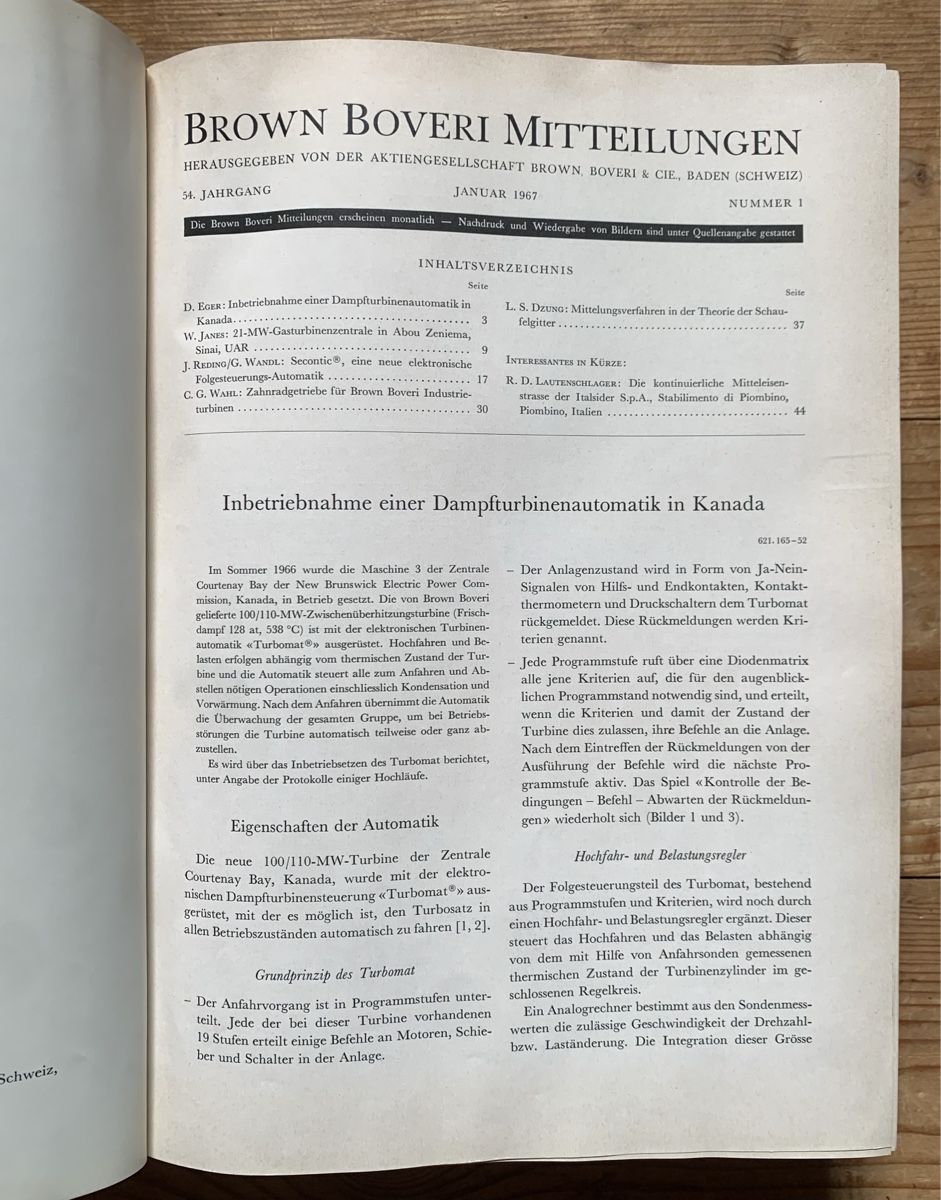 BROWN BOVERI MITTEILUNGEN
HERAUSGEGEBEN VON DER AKTIENGESELLSCHAFT BROWN, BOVERI & CIE., BADEN (SCHWEIZ)
54. JAHRGANG JANUAR 1967 NUMMER 1
Die Brown Boveri Mitteilungen erscheinen monatlich — Nachdruck und Wiedergabe von Bildern sind unter Quellenangabe gestattet
INHALTSVERZEICHNIS
Seite
D. EGER: Inbetriebnahme einer Dampfturbinenautomatik in
Kanada........................................ 3
W. JANES: 21-MW-Gasturbinenzentrale in Abou Zeniema,
Sinai, UAR ..................................... 9
J. REDING/G. WANDL: Secontic®, eine neue elektronische
Folgesteuerungs-Automatik ........................ 17
C. G. WAHL: Zahnradgetriebe für Brown Boveri Industrie-
turbinen ....................................... 30
Seite
L. S. DZUNG: Mittelungsverfahren in der Theorie der Schau-
felgitter ....................................... 37
INTERESSANTES IN KÜRZE:
R. D. LAUTENSCHLAGER: Die kontinuierliche Mitteleisen-
strasse der Italsider S.p.A., Stabilimento di Piombino,
Piombino, Italien ............................... 44
Inbetriebnahme einer Dampfturbinenautomatik in Kanada
621.165–52
Im Sommer 1966 wurde die Maschine 3 der Zentrale
Courtenay Bay der New Brunswick Electric Power Com-
mission, Kanada, in Betrieb gesetzt. Die von Brown Boveri
gelieferte 100/110-MW-Zwischenüberhitzungsturbine (Frisch-
dampf 128 at, 538 °C) ist mit der elektronischen Turbinen-
automatik «Turbomat®» ausgerüstet. Hochfahren und Be-
lasten erfolgen abhängig vom thermischen Zustand der Tur-
bine und die Automatik steuert alle zum Anfahren und Ab-
stellen nötigen Operationen einschliesslich Kondensation und
Vorwärmung. Nach dem Anfahren übernimmt die Automatik
die Überwachung der gesamten Gruppe, um bei Betriebs-
störungen die Turbine automatisch teilweise oder ganz ab-
zustellen.
Es wird über das Inbetriebsetzen des Turbomat berichtet,
unter Angabe der Protokolle einiger Hochläufe.
Eigenschaften der Automatik
Die neue 100/110-MW-Turbine der Zentrale
Courtenay Bay, Kanada, wurde mit der elektro-
nischen Dampfturbinensteuerung «Turbomat®» aus-
gerüstet, mit der es möglich ist, den Turbosatz in
allen Betriebszuständen automatisch zu fahren [1, 2].
Grundprinzip des Turbomat
– Der Anfahrvorgang ist in Programmstufen unter-
teilt. Jede der bei dieser Turbine vorhandenen
19 Stufen erteilt einige Befehle an Motoren, Schie-
ber und Schalter in der Anlage.
– Der Anlagenzustand wird in Form von Ja-Nein-
Signalen von Hilfs- und Endkontakten, Kontakt-
thermometern und Druckschaltern dem Turbomat
rückgemeldet. Diese Rückmeldungen werden Kri-
terien genannt.
– Jede Programmstufe ruft über eine Diodenmatrix
alle jene Kriterien auf, die für den augenblick-
lichen Programmstand notwendig sind, und erteilt,
wenn die Kriterien und damit der Zustand der
Turbine dies zulassen, ihre Befehle an die Anlage.
Nach dem Eintreffen der Rückmeldungen von der
Ausführung der Befehle wird die nächste Pro-
grammstufe aktiv. Das Spiel «Kontrolle der Be-
dingungen – Befehl – Abwarten der Rückmeldun-
gen» wiederholt sich (Bilder 1 und 3).
Hochfahr- und Belastungsregler
Der Folgesteuerungsteil des Turbomat, bestehend
aus Programmstufen und Kriterien, wird noch durch
einen Hochfahr- und Belastungsregler ergänzt. Dieser
steuert das Hochfahren und das Belasten abhängig
von dem mit Hilfe von Anfahrsonden gemessenen
thermischen Zustand der Turbinenzylinder im ge-
schlossenen Regelkreis.
Ein Analogrechner bestimmt aus den Sondenmess-
werten die zulässige Geschwindigkeit der Drehzahl-
bzw. Laständerung. Die Integration dieser Grösse
Schweiz,